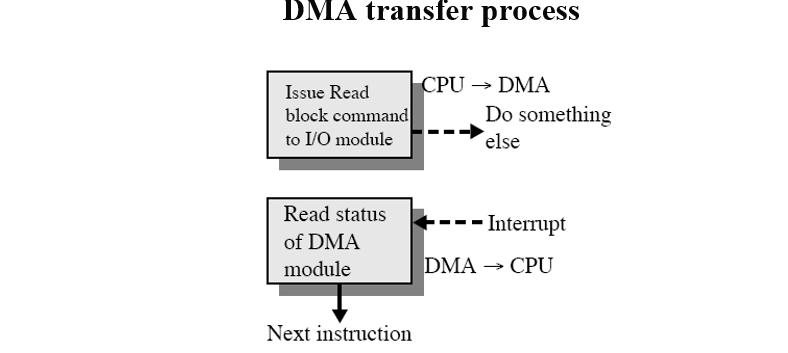 DMA transfer process
Issue Read
block command
to I/O module
CPU → DMA
Do something
else
Read status
of DMA
module
Interrupt
DMA → CPU
Next instruction